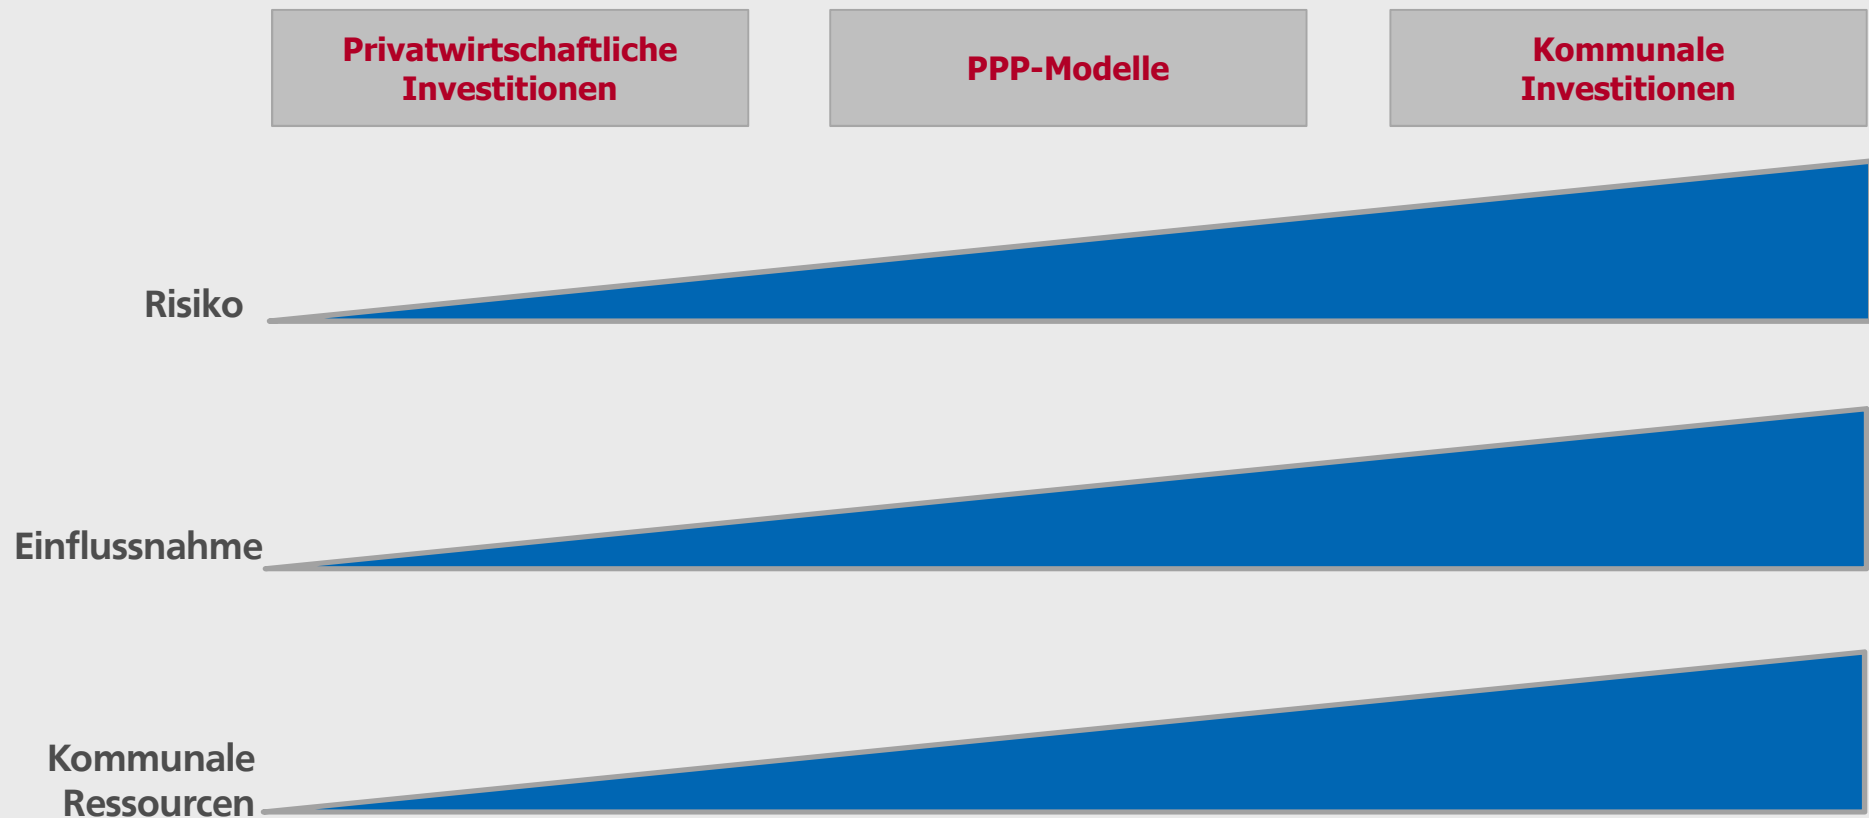 Privatwirtschaftliche
Investitionen
PPP-Modelle
Kommunale
Investitionen
Risiko
Einflussnahme
Kommunale
Ressourcen